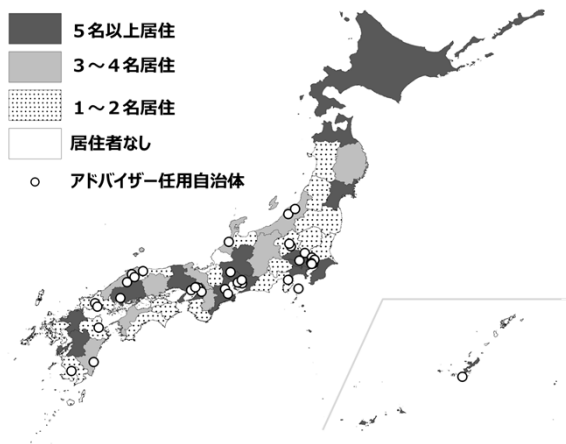 ５名以上居住
３～４名居住
１～２名居住
居住者なし
アドバイザー任用自治体